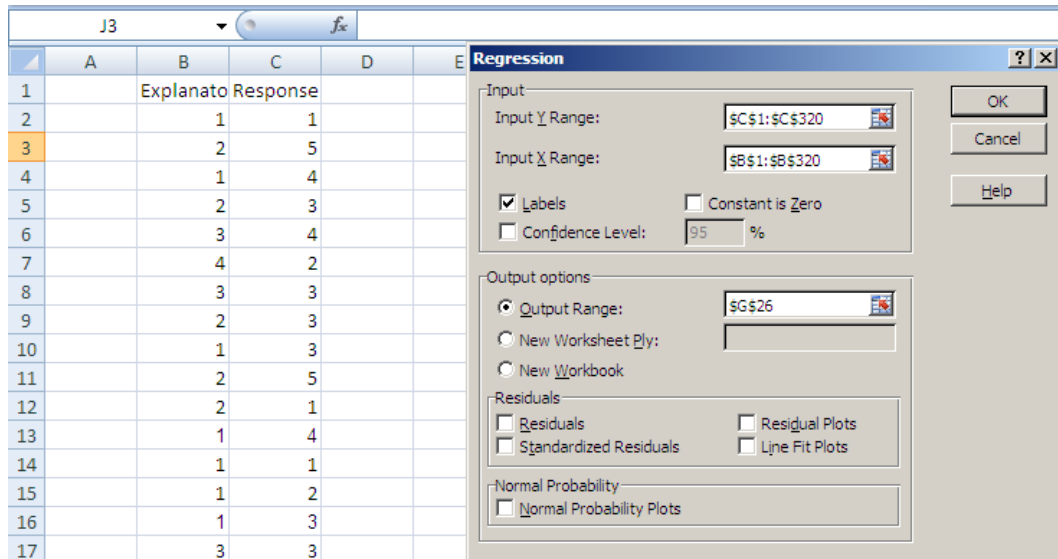 J3 fx
A B C D E
1 Explanato Response
2 1 1
3 2 5
4 1 4
5 2 3
6 3 4
7 4 2
8 3 3
9 2 3
10 1 3
11 2 5
12 2 1
13 1 4
14 1 1
15 1 2
16 1 3
17 3 3
Regression ? X
Input
Input Y Range: $C$1:$C$320
Input X Range: $B$1:$B$320
Labels Constant is Zero
Confidence Level: 95 %
OK
Cancel
Help
Output options
Output Range: $G$26
New Worksheet Ply:
New Workbook
Residuals
Residuals Residual Plots
Standardized Residuals Line Fit Plots
Normal Probability
Normal Probability Plots